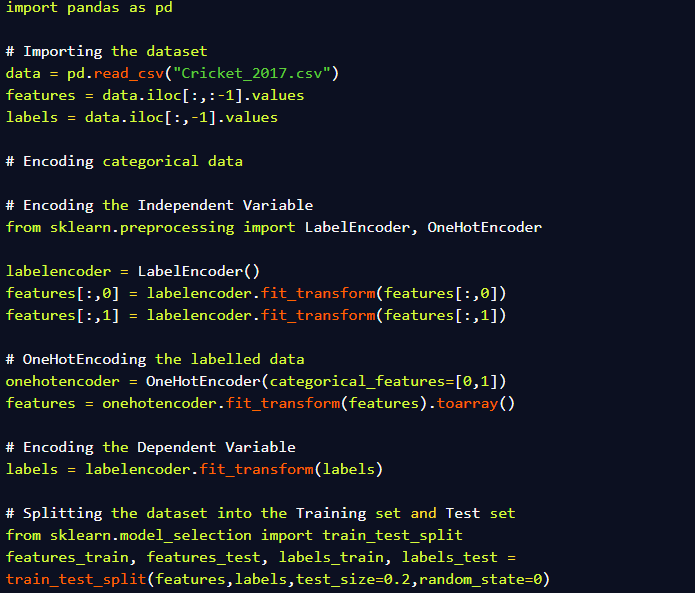 import pandas as pd
# Importing the dataset
data = pd.read_csv("Cricket_2017.csv")
features = data.iloc[:,:-1].values
labels = data.iloc[:,-1].values
# Encoding categorical data
# Encoding the Independent Variable
from sklearn.preprocessing import LabelEncoder, OneHotEncoder
labelencoder = LabelEncoder()
features[:,0] = labelencoder.fit_transform(features[:,0])
features[:,1] = labelencoder.fit_transform(features[:,1])
# OneHotEncoding the labelled data
onehotencoder = OneHotEncoder(categorical_features=[0,1])
features = onehotencoder.fit_transform(features).toarray()
# Encoding the Dependent Variable
labels = labelencoder.fit_transform(labels)
# Splitting the dataset into the Training set and Test set
from sklearn.model_selection import train_test_split
features_train, features_test, labels_train, labels_test =
train_test_split(features,labels,test_size=0.2,random_state=0)